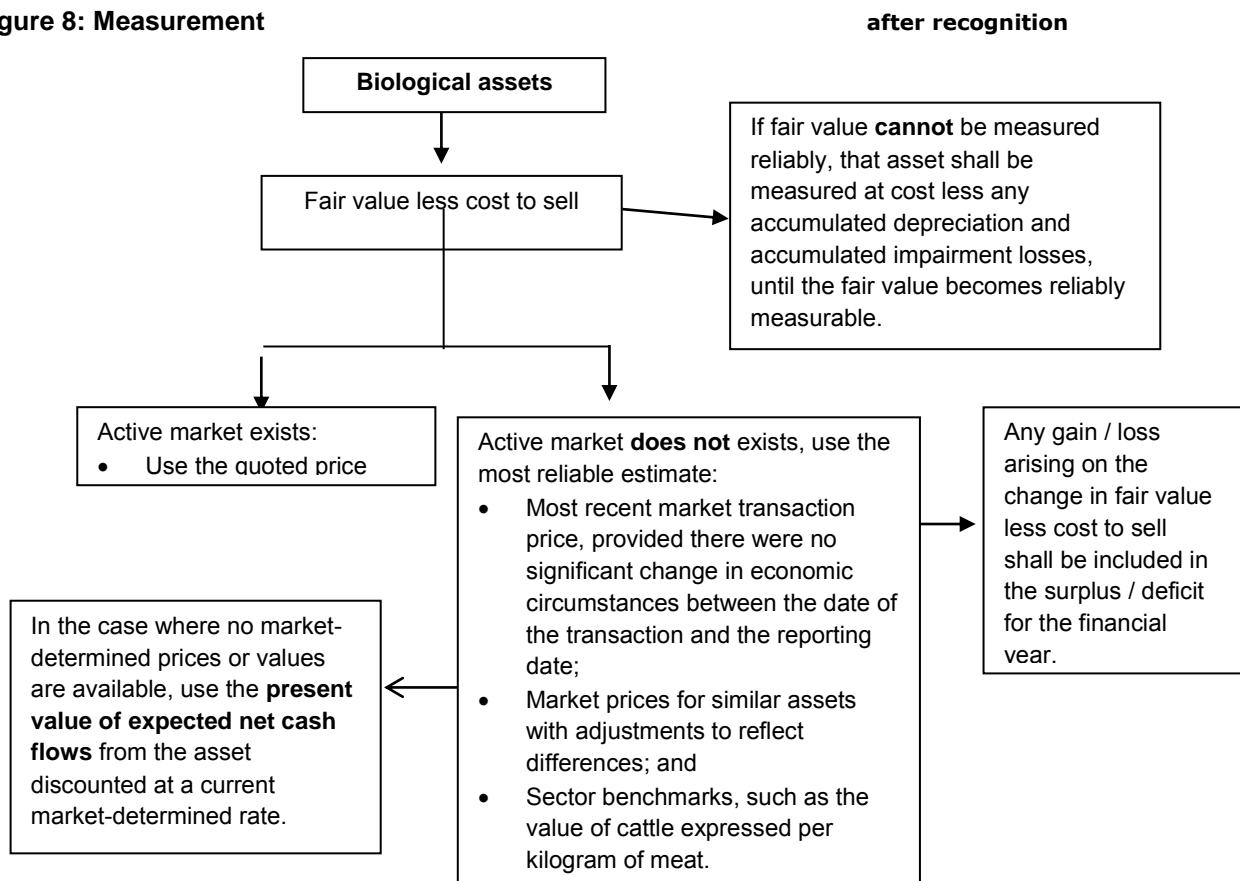 gure 8: Measurement after recognition
Biological assets
Fair value less cost to sell
If fair value cannot be measured
reliably, that asset shall be
measured at cost less any
accumulated depreciation and
accumulated impairment losses,
until the fair value becomes reliably
measurable.
Active market exists:
• Use the quoted price
Active market does not exists, use the
most reliable estimate:
• Most recent market transaction
price, provided there were no
significant change in economic
circumstances between the date of
the transaction and the reporting
date;
• Market prices for similar assets
with adjustments to reflect
differences; and
• Sector benchmarks, such as the
value of cattle expressed per
kilogram of meat.
Any gain / loss
arising on the
change in fair value
less cost to sell
shall be included in
the surplus / deficit
for the financial
year.
In the case where no market-
determined prices or values
are available, use the present
value of expected net cash
flows from the asset
discounted at a current
market-determined rate.